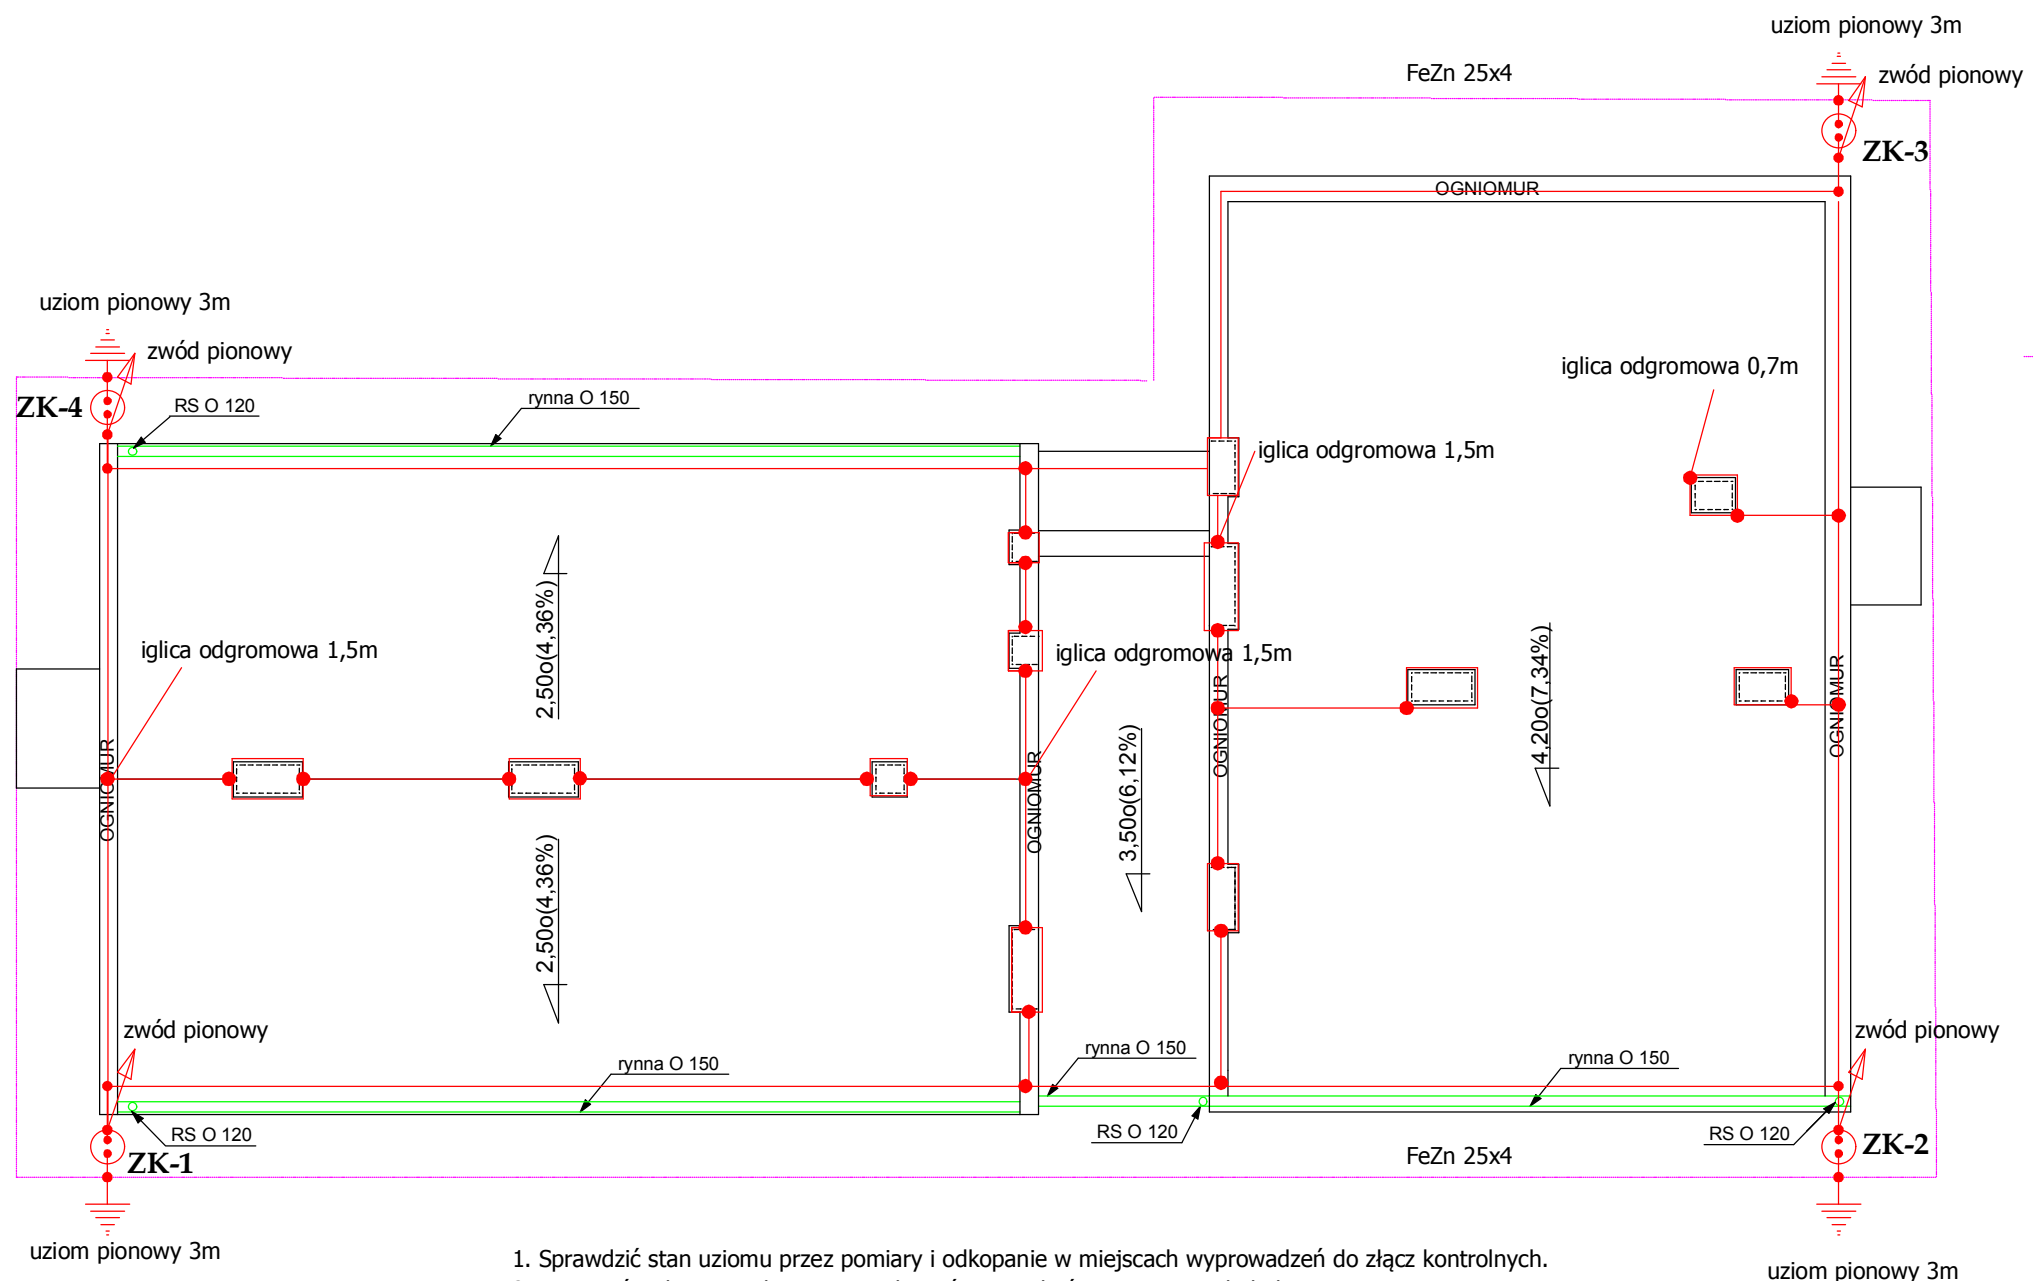 uziom pionowy 3m
FeZn 25x4
zwód pionowy
ZK-3
OGNIOMUR
uziom pionowy 3m
zwód pionowy
ZK-4
RS O 120
rynna O 150
iglica odgromowa 0,7m
iglica odgromowa 1,5m
2,50o(4,36%)
iglica odgromowa 1,5m
iglica odgromowa 1,5m
4,20o(7,34%)
OGNIOMUR
OGNIOMUR
OGNIOMUR
OGNIOMUR
3,50o(6,12%)
2,50o(4,36%)
zwód pionowy
zwód pionowy
rynna O 150
rynna O 150
rynna O 150
RS O 120
RS O 120
RS O 120
ZK-1
ZK-2
FeZn 25x4
uziom pionowy 3m
uziom pionowy 3m
1. Sprawdzić stan uziomu przez pomiary i odkopanie w miejscach wyprowadzeń do złącz kontrolnych.